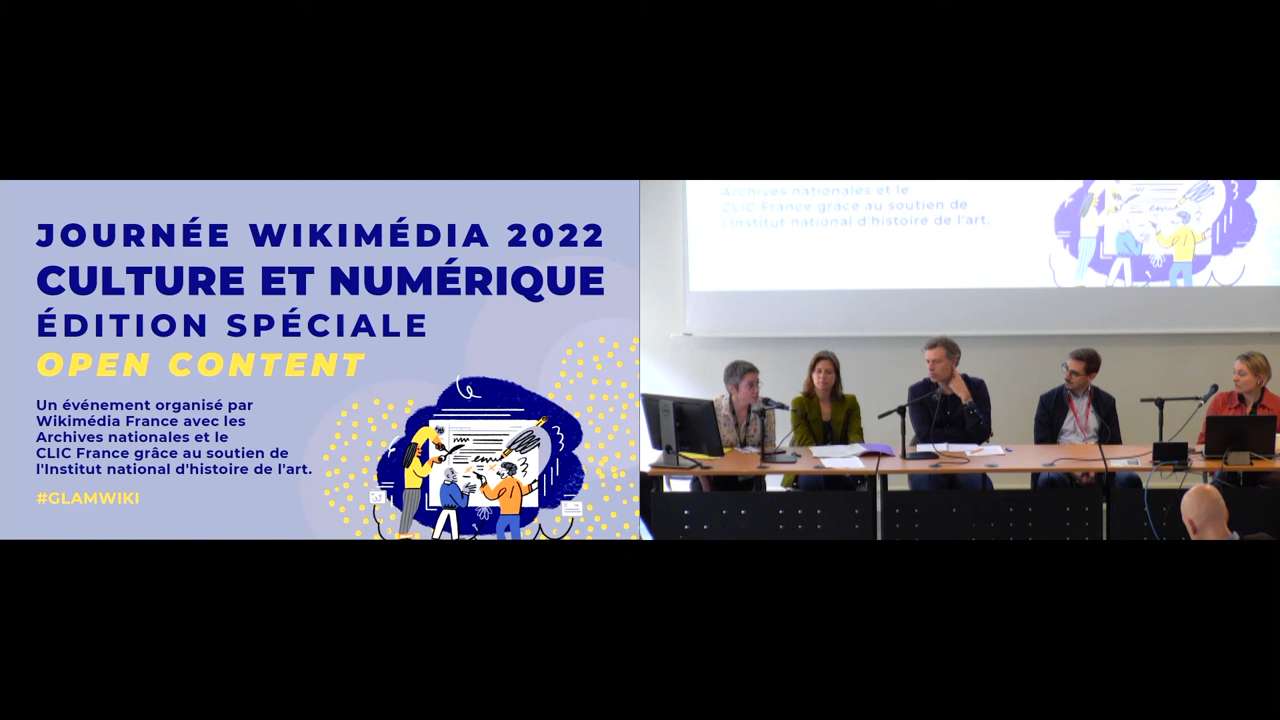 JOURNÉE WIKIMÉDIA 2022
CULTURE ET NUMÉRIQUE
ÉDITION SPÉCIALE
OPEN CONTENT
Un événement organisé par
Wikimédia France avec les
Archives nationales et le
CLIC France grâce au soutien de
l'Institut national d'histoire de l'art.
#GLAMWIKI
Archives nationales et le
CLIC France grâce au soutien de
l'Institut national d'histoire de l'art.